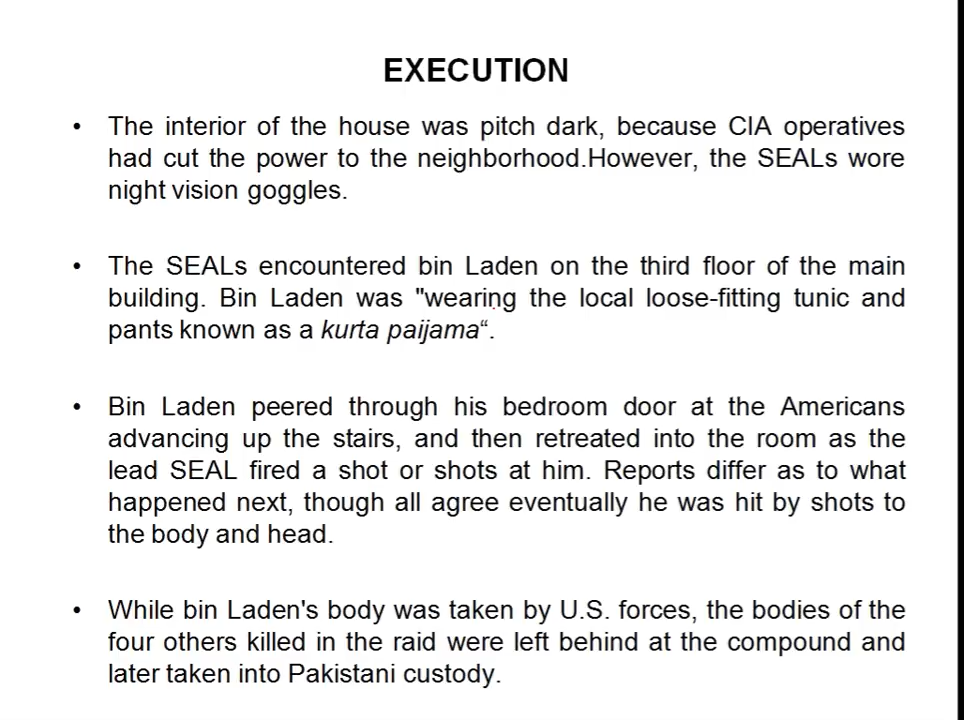 EXECUTION
• The interior of the house was pitch dark, because CIA operatives
had cut the power to the neighborhood.However, the SEALs wore
night vision goggles.
• The SEALs encountered bin Laden on the third floor of the main
building. Bin Laden was "wearing the local loose-fitting tunic and
pants known as a kurta paijama“.
• Bin Laden peered through his bedroom door at the Americans
advancing up the stairs, and then retreated into the room as the
lead SEAL fired a shot or shots at him. Reports differ as to what
happened next, though all agree eventually he was hit by shots to
the body and head.
• While bin Laden's body was taken by U.S. forces, the bodies of the
four others killed in the raid were left behind at the compound and
later taken into Pakistani custody.